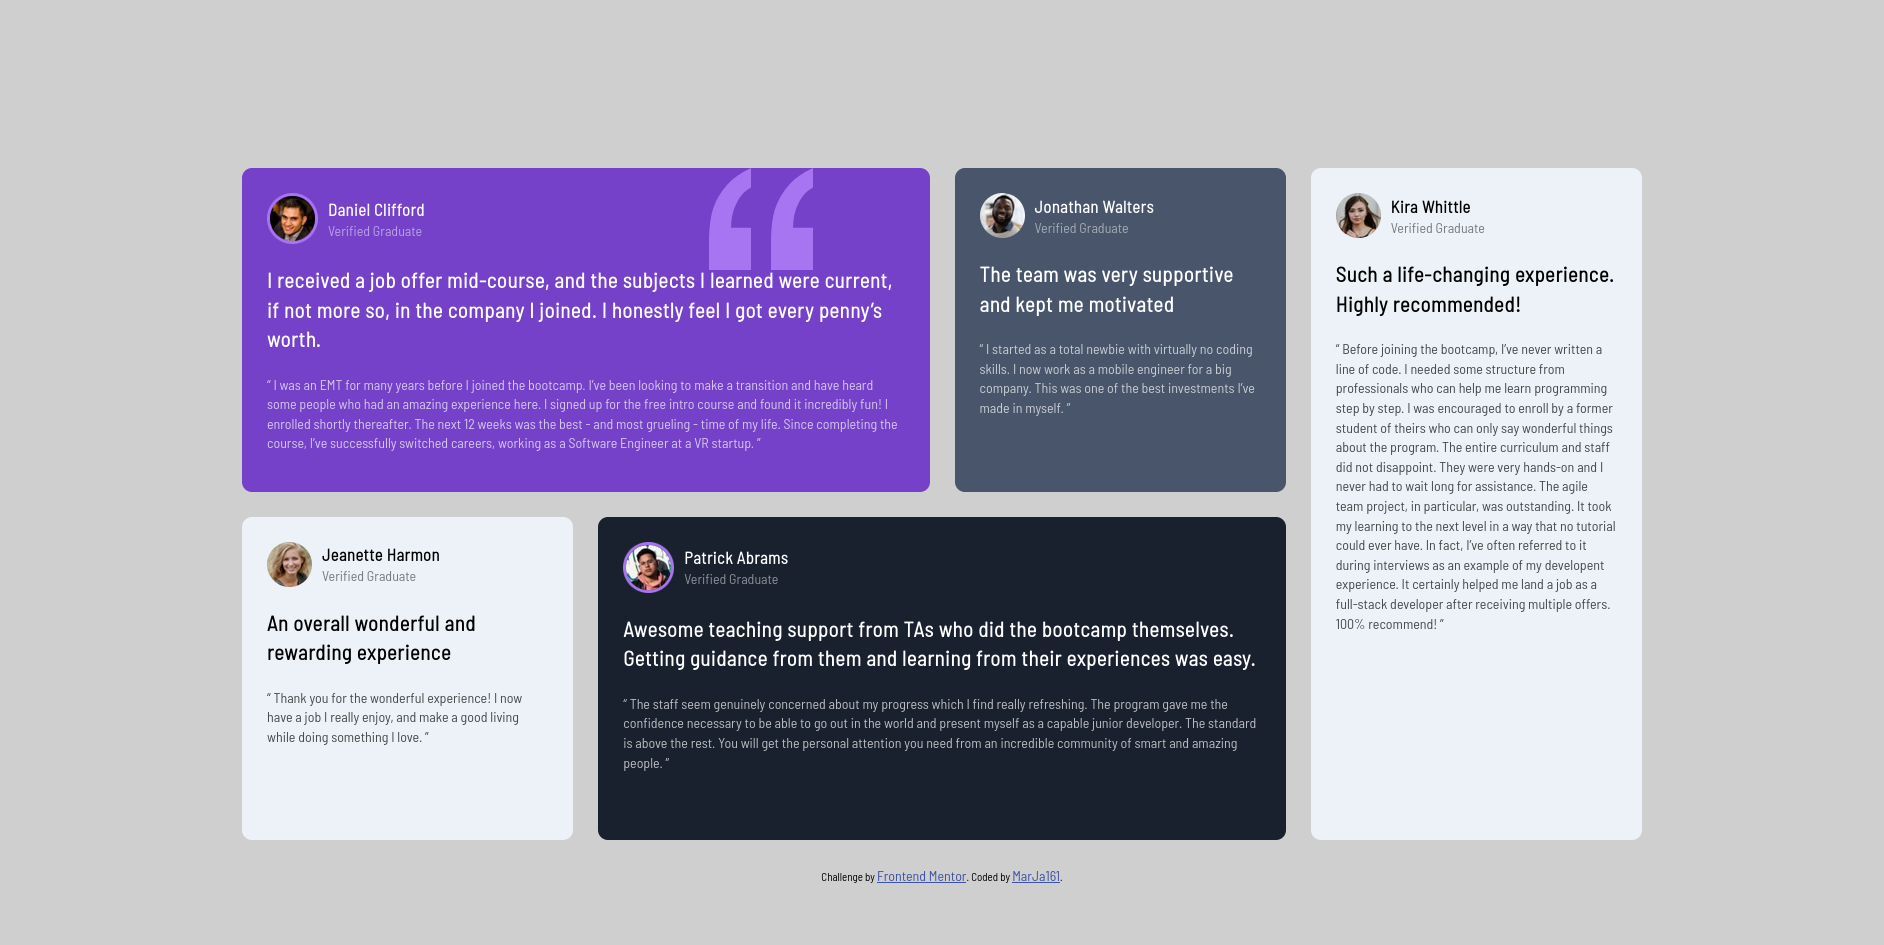 Daniel Clifford
Verified Graduate
I received a job offer mid-course, and the subjects I learned were current,
if not more so, in the company I joined. I honestly feel I got every penny’s
worth.
“ I was an EMT for many years before I joined the bootcamp. I’ve been looking to make a transition and have heard
some people who had an amazing experience here. I signed up for the free intro course and found it incredibly fun! I
enrolled shortly thereafter. The next 12 weeks was the best - and most grueling - time of my life. Since completing the
course, I’ve successfully switched careers, working as a Software Engineer at a VR startup. ”
Jonathan Walters
Verified Graduate
The team was very supportive
and kept me motivated
“ I started as a total newbie with virtually no coding
skills. I now work as a mobile engineer for a big
company. This was one of the best investments I’ve
made in myself. ”
Kira Whittle
Verified Graduate
Such a life-changing experience.
Highly recommended!
“ Before joining the bootcamp, I’ve never written a
line of code. I needed some structure from
professionals who can help me learn programming
step by step. I was encouraged to enroll by a former
student of theirs who can only say wonderful things
about the program. The entire curriculum and staff
did not disappoint. They were very hands-on and I
never had to wait long for assistance. The agile
team project, in particular, was outstanding. It took
my learning to the next level in a way that no tutorial
could ever have. In fact, I’ve often referred to it
during interviews as an example of my developent
experience. It certainly helped me land a job as a
full-stack developer after receiving multiple offers.
100% recommend! ”
Jeanette Harmon
Verified Graduate
An overall wonderful and
rewarding experience
“ Thank you for the wonderful experience! I now
have a job I really enjoy, and make a good living
while doing something I love. ”
Patrick Abrams
Verified Graduate
Awesome teaching support from TAs who did the bootcamp themselves.
Getting guidance from them and learning from their experiences was easy.
“ The staff seem genuinely concerned about my progress which I find really refreshing. The program gave me the
confidence necessary to be able to go out in the world and present myself as a capable junior developer. The standard
is above the rest. You will get the personal attention you need from an incredible community of smart and amazing
people. ”
Challenge by Frontend Mentor. Coded by MarJa161.